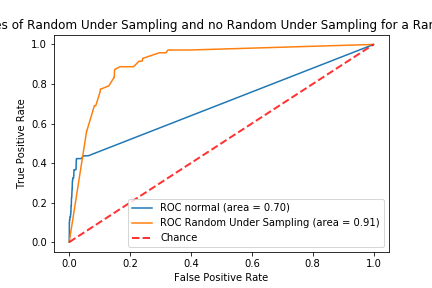 es of Random Under Sampling and no Random Under Sampling for a Ran
True Positive Rate
1.0
0.8
0.6
0.4
0.2
0.0
ROC normal (area = 0.70)
ROC Random Under Sampling (area = 0.91)
Chance
0.0 0.2 0.4 0.6 0.8 1.0
False Positive Rate